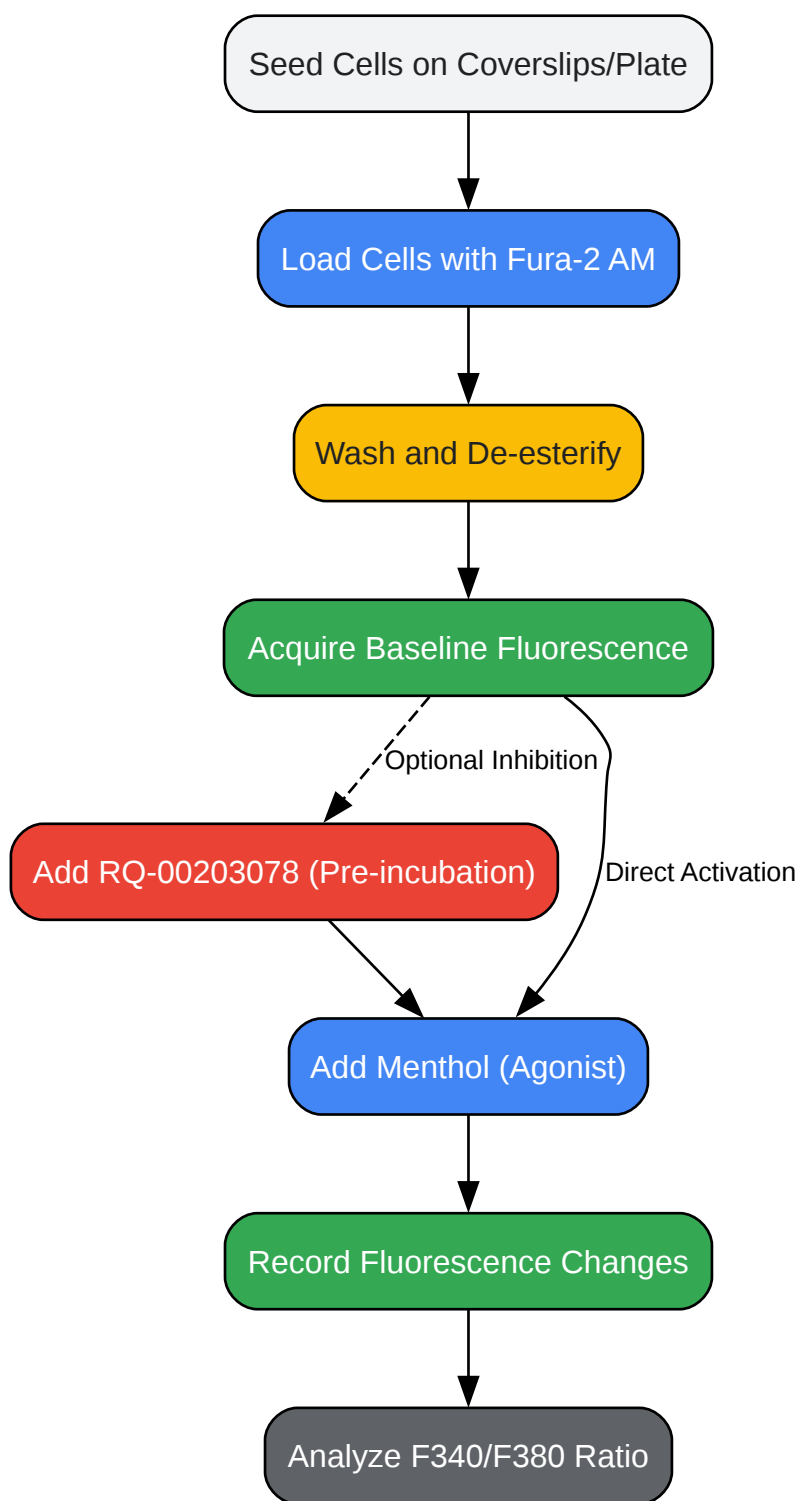 Seed Cells on Coverslips/Plate
Load Cells with Fura-2 AM
Wash and De-esterify
Acquire Baseline Fluorescence
Optional Inhibition
Add RQ-00203078 (Pre-incubation)
Direct Activation
Add Menthol (Agonist)
Record Fluorescence Changes
Analyze F340/F380 Ratio